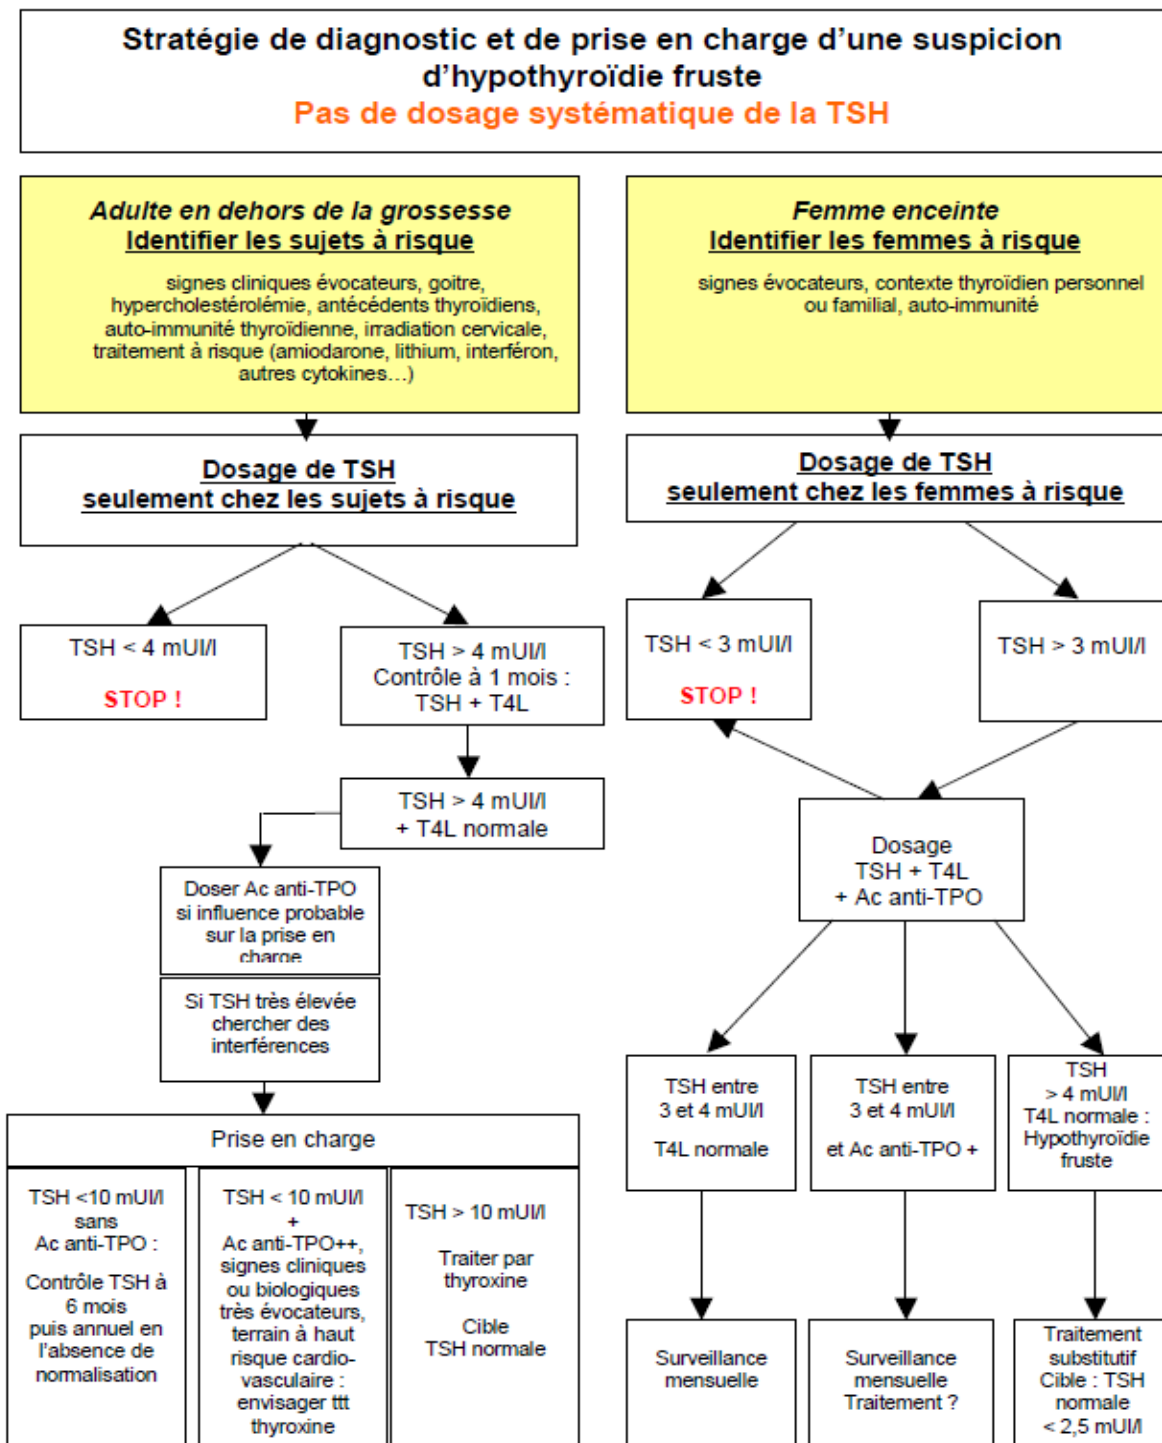 Stratégie de diagnostic et de prise en charge d'une suspicion
d'hypothyroïdie fruste
Pas de dosage systématique de la TSH
Adulte en dehors de la grossesse
Identifier les sujets à risque
signes cliniques évocateurs, goitre,
hypercholestérolémie, antécédents thyroïdiens,
auto-immunité thyroïdienne, irradiation cervicale,
traitement à risque (amiodarone, lithium, interféron,
autres cytokines…)
Dosage de TSH
seulement chez les sujets à risque
TSH < 4 mUI/l
STOP !
TSH > 4 mUI/l
Contrôle à 1 mois :
TSH + T4L
TSH > 4 mUI/l
+ T4L normale
Doser Ac anti-TPO
si influence probable
sur la prise en
charge
Si TSH très élevée
chercher des
interférences
Prise en charge
TSH <10 mUI/l
sans
Ac anti-TPO :
Contrôle TSH à
6 mois
puis annuel en
l'absence de
normalisation
TSH < 10 mUI/l
+
Ac anti-TPO++,
signes cliniques
ou biologiques
très évocateurs,
terrain à haut
risque cardio-
vasculaire :
envisager ttt
thyroxine
TSH > 10 mUI/l
Traiter par
thyroxine
Cible
TSH normale
Femme enceinte
Identifier les femmes à risque
signes évocateurs, contexte thyroïdien personnel
ou familial, auto-immunité
Dosage de TSH
seulement chez les femmes à risque
TSH < 3 mUI/l
STOP !
TSH > 3 mUI/l
Dosage
TSH + T4L
+ Ac anti-TPO
TSH entre
3 et 4 mUI/l
T4L normale
TSH entre
3 et 4 mUI/l
et Ac anti-TPO +
TSH
> 4 mUI/l
T4L normale :
Hypothyroïdie
fruste
Surveillance
mensuelle
Surveillance
mensuelle
Traitement ?
Traitement
substitutif
Cible : TSH
normale
< 2,5 mUI/l